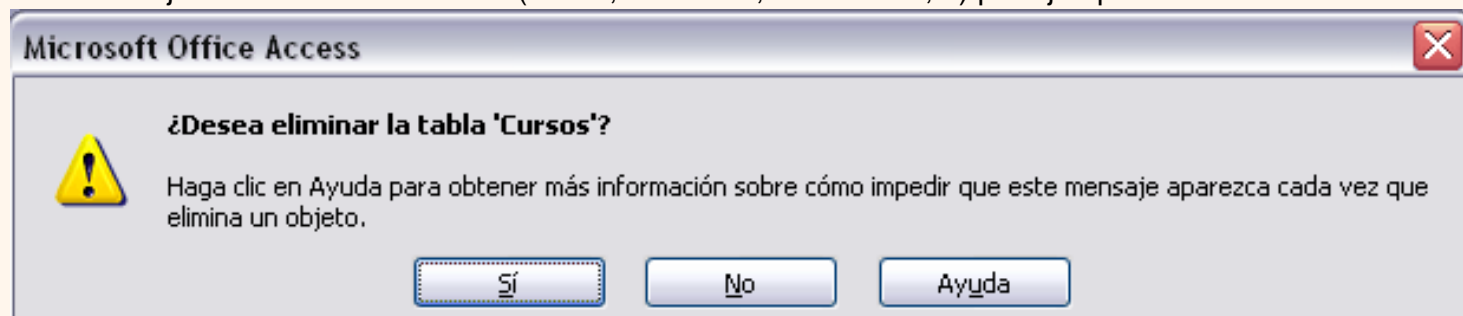 Microsoft Office Access
¿Desea eliminar la tabla 'Cursos'?
Haga clic en Ayuda para obtener más información sobre cómo impedir que este mensaje aparezca cada vez que
elimina un objeto.
Sí
No
Ayuda